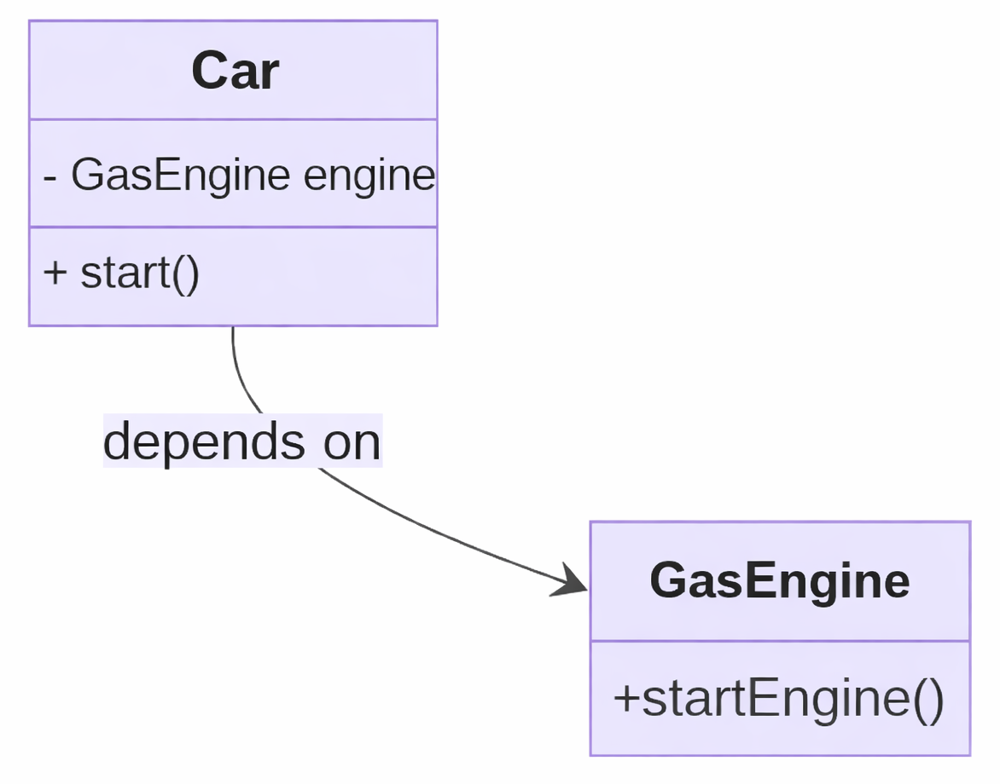 Car
- GasEngine engine
+ start()
depends on
GasEngine
+startEngine()